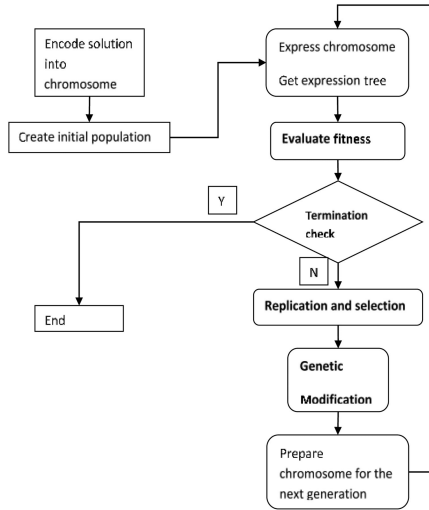 Encode solution
into
chromosome
Create initial population
Express chromosome
Get expression tree
Evaluate fitness
Termination
check
Y
N
End
Replication and selection
Genetic
Modification
Prepare
chromosome for the
next generation